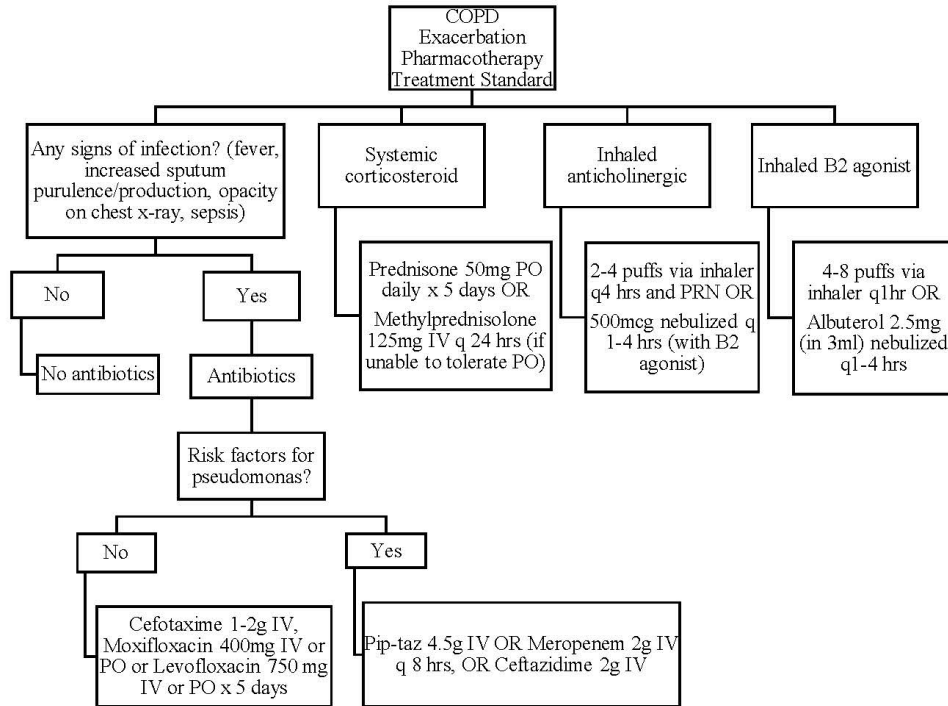 COPD
Exacerbation
Pharmacotherapy
Treatment Standard
Any signs of infection? (fever,
increased sputum
purulence/production, opacity
on chest x-ray, sepsis)
Systemic
corticosteroid
Inhaled
anticholinergic
Inhaled B2 agonist
No
Yes
Prednisone 50mg PO
daily x 5 days OR
Methylprednisolone
125mg IV q 24 hrs (if
unable to tolerate PO)
2-4 puffs via inhaler
q4 hrs and PRN OR
500mcg nebulized q
1-4 hrs (with B2
agonist)
4-8 puffs via
inhaler q1hr OR
Albuterol 2.5mg
(in 3ml) nebulized
q1-4 hrs
No antibiotics
Antibiotics
Risk factors for
pseudomonas?
No
Yes
Cefotaxime 1-2g IV,
Moxifloxacin 400mg IV or
PO or Levofloxacin 750 mg
IV or PO x 5 days
Pip-taz 4.5g IV OR Meropenem 2g IV
q 8 hrs, OR Ceftazidime 2g IV